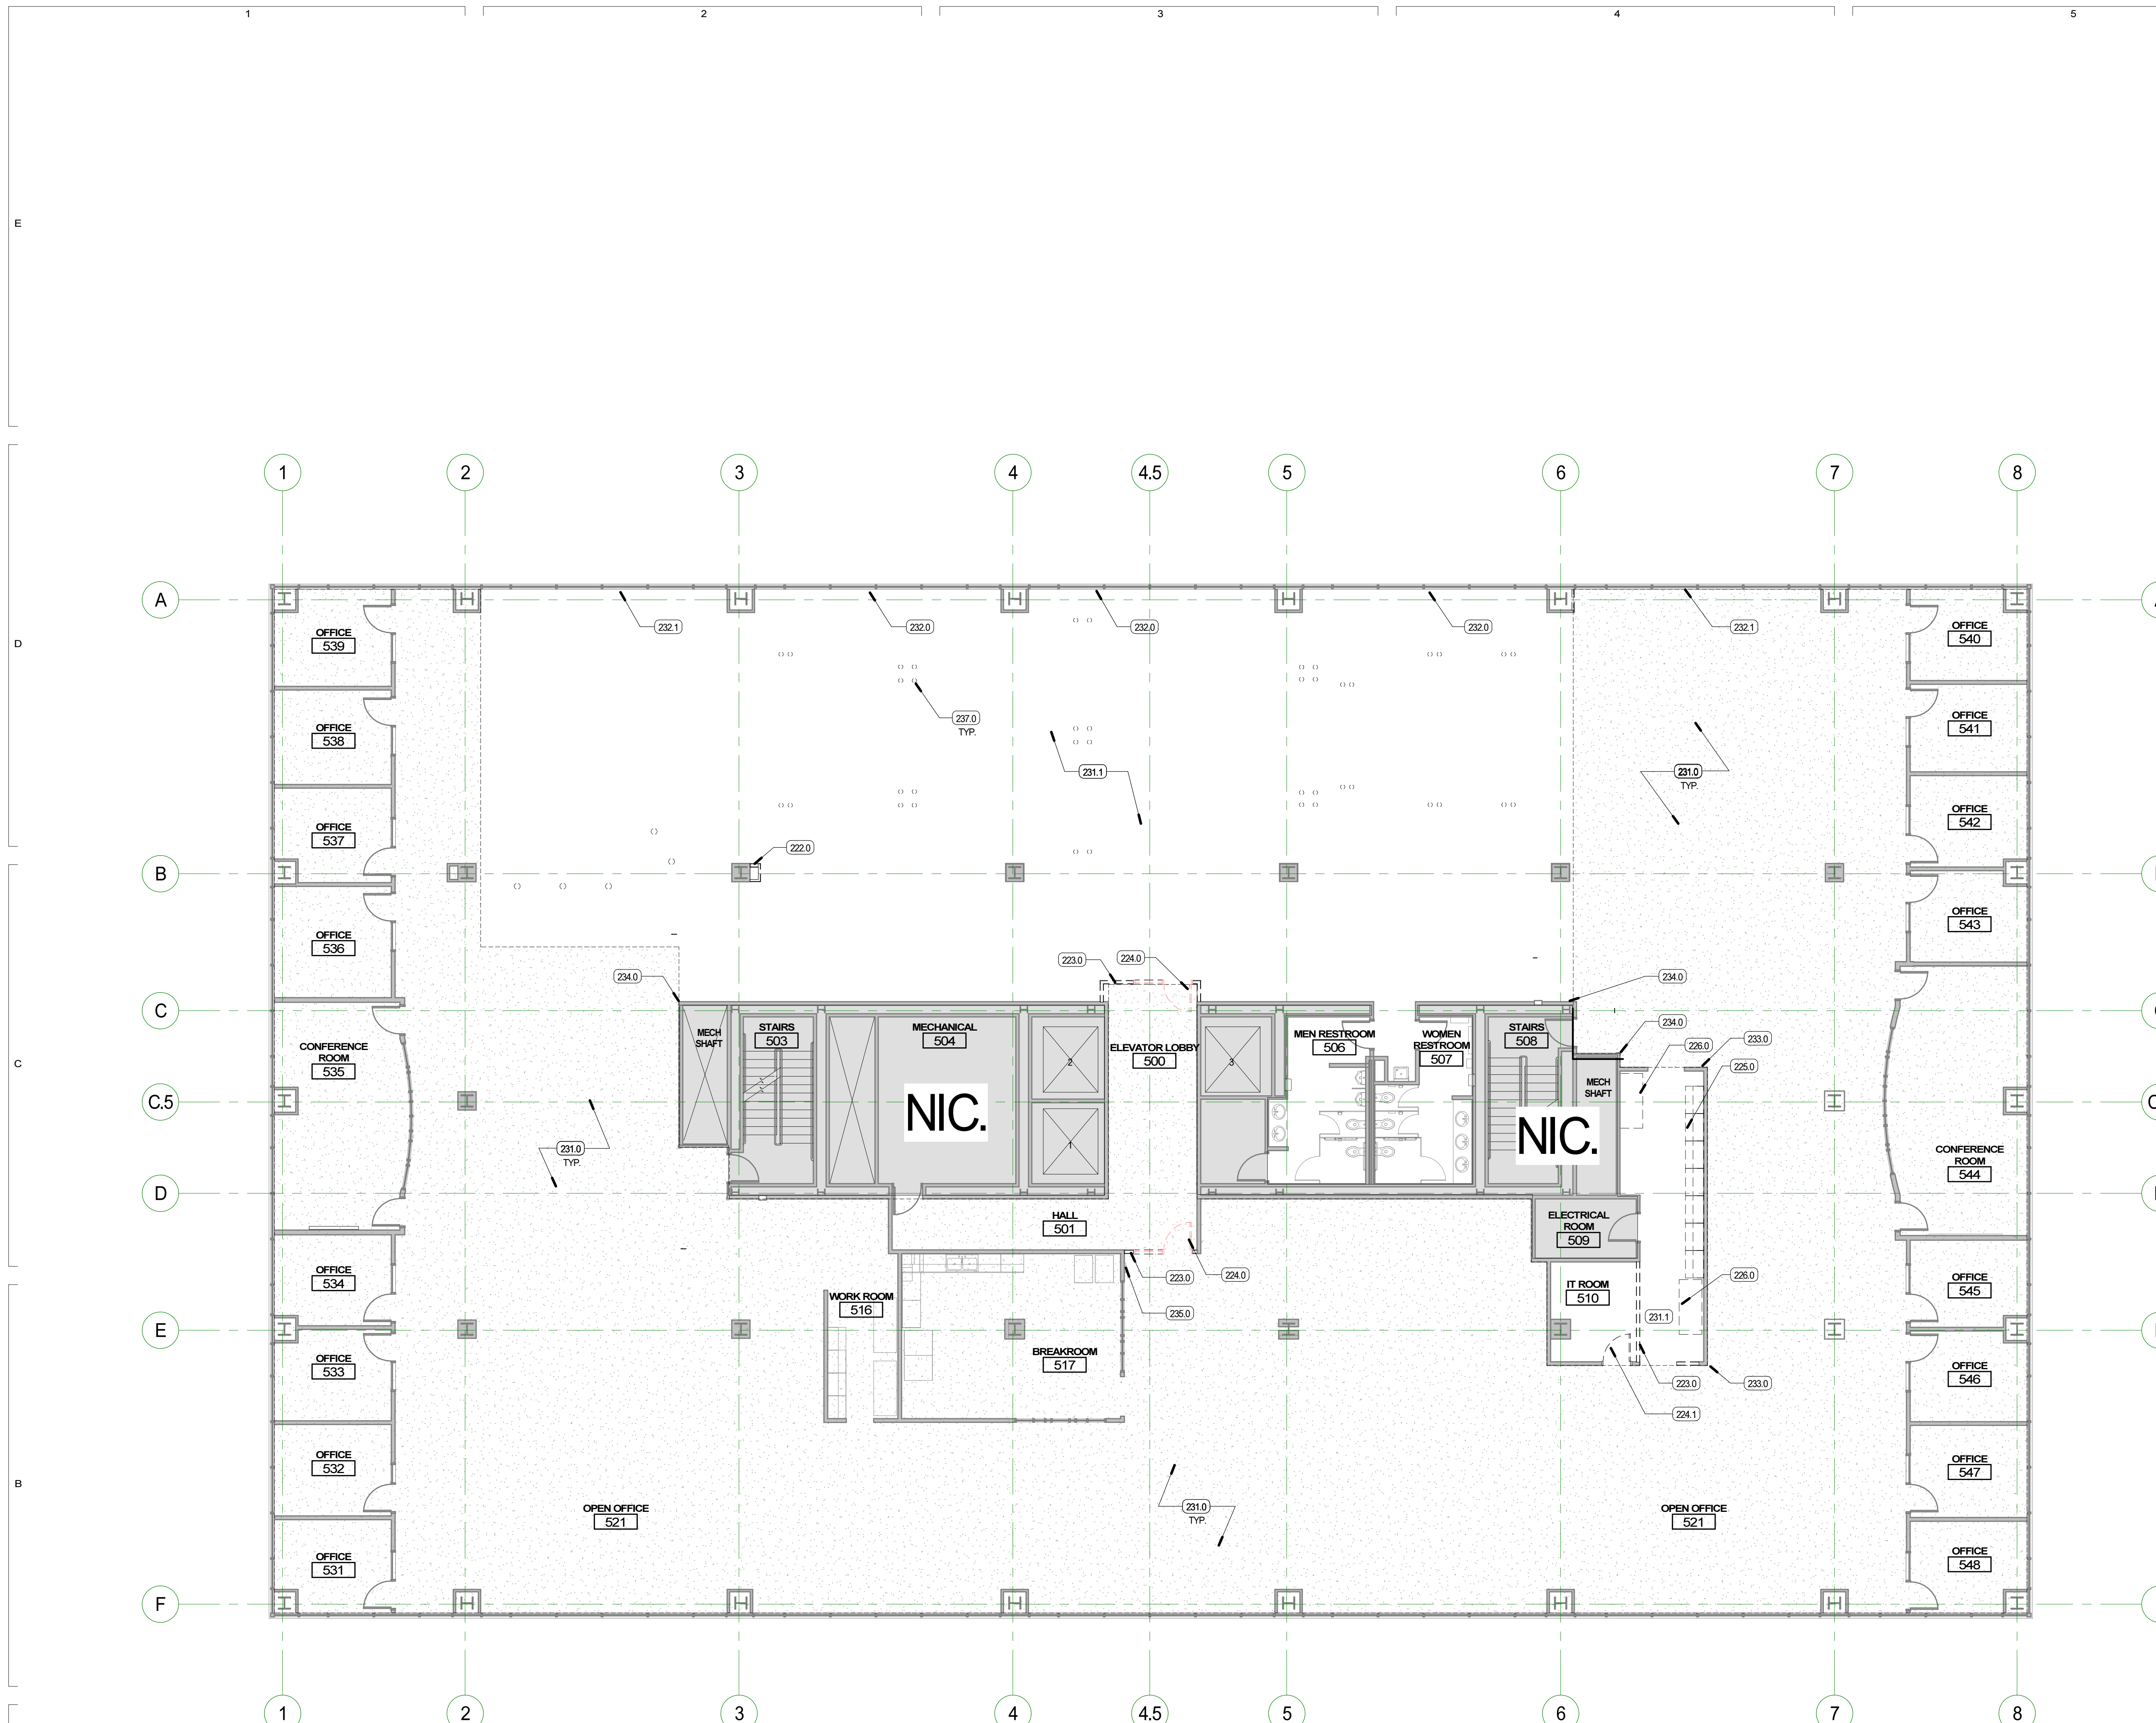 1 2 3 4 5
E
D
C
B
1 2 3 4 4.5 5 6 7 8
A
232.1 232.0 232.0 232.0 232.1
OFFICE
539
OFFICE
540
OFFICE
538
OFFICE
541
237.0
TYP.
231.1
231.0
TYP.
OFFICE
537
OFFICE
542
222.0
B
OFFICE
536
OFFICE
543
223.0
224.0
234.0
234.0
C
MECH
SHAFT
STAIRS
503
MECHANICAL
504
NIC.
2
1
ELEVATOR LOBBY
500
3
MEN RESTROOM
506
WOMEN
RESTROOM
507
STAIRS
508
NIC.
MECH
SHAFT
234.0
226.0
233.0
225.0
CONFERENCE
ROOM
535
C.5
231.0
TYP.
CONFERENCE
ROOM
544
D
HALL
501
ELECTRICAL
ROOM
509
223.0
224.0
235.0
OFFICE
534
OFFICE
545
WORK ROOM
516
IT ROOM
510
226.0
231.1
E
BREAKROOM
517
OFFICE
533
OFFICE
546
223.0
233.0
224.1
OFFICE
532
OFFICE
547
OPEN OFFICE
521
231.0
TYP.
OPEN OFFICE
521
OFFICE
531
OFFICE
548
F
1 2 3 4 4.5 5 6 7 8